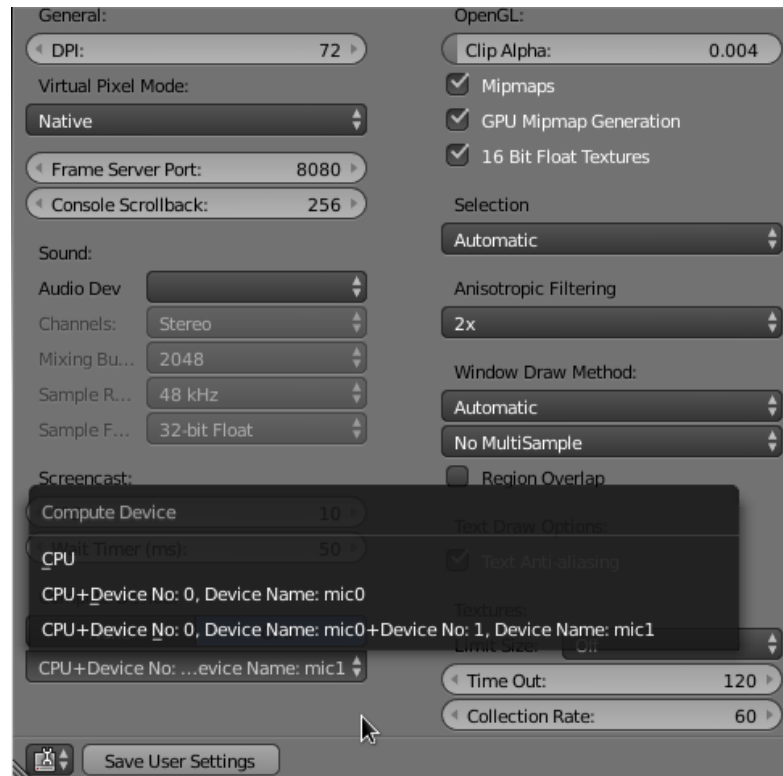 General:
DPI: 72
Virtual Pixel Mode:
Native
Frame Server Port: 8080
Console Scrollback: 256
Sound:
Audio Dev
Channels: Stereo
Mixing Bu... 2048
Sample R... 48 kHz
Sample F... 32-bit Float
Screencast:
10
Wait Timer (ms): 50
Compute Device
CPU
CPU+Device No: 0, Device Name: mic0
CPU+Device No: 0, Device Name: mic0+Device No: 1, Device Name: mic1
CPU+Device No: ...evice Name: mic1
OpenGL:
Clip Alpha: 0.004
Mipmaps
GPU Mipmap Generation
16 Bit Float Textures
Selection
Automatic
Anisotropic Filtering
2x
Window Draw Method:
Automatic
No MultiSample
Region Overlap
Text Draw Options:
Text Anti-aliasing
Textures:
Limit Size: Off
Time Out: 120
Collection Rate: 60
Save User Settings